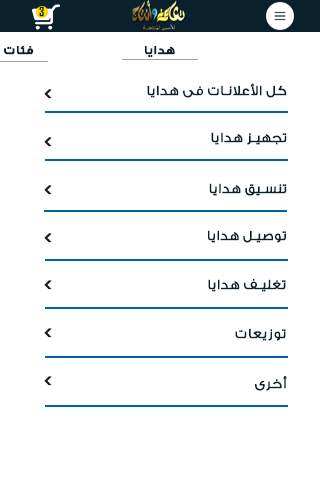 3
هدايا
فئات
كل الأعلانات فى هدايا
تجهيز هدايا
تنسيق هدايا
توصيل هدايا
تغليف هدايا
توزيعات
أخرى